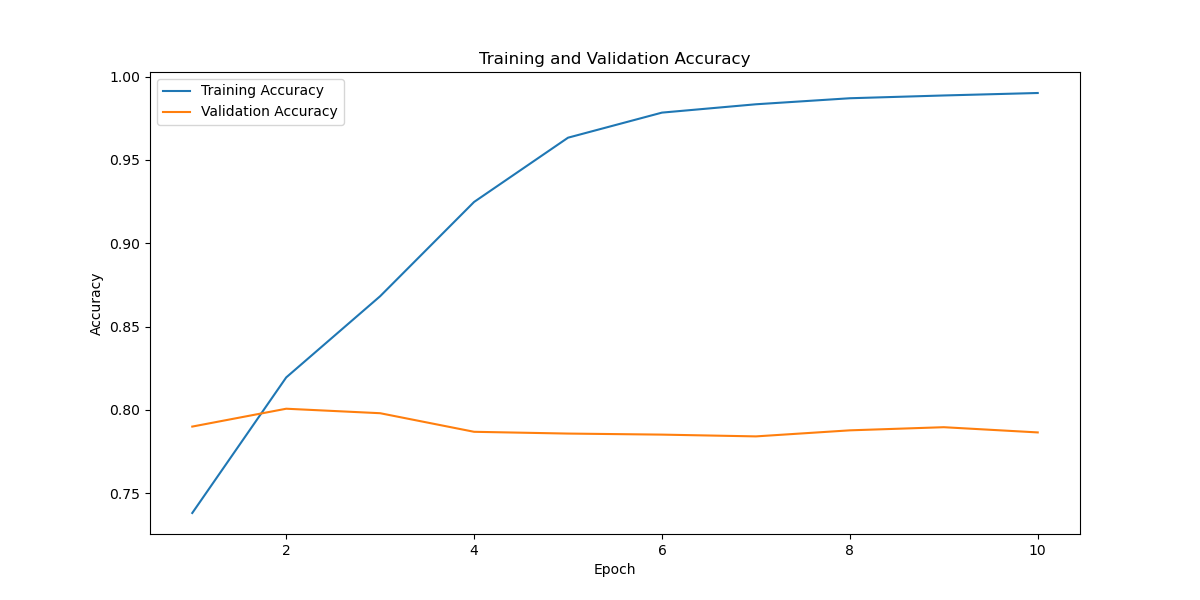 Training and Validation Accuracy
Training Accuracy
Validation Accuracy
1.00
0.95
0.90
0.85
0.80
0.75
Accuracy
2 4 6 8 10
Epoch